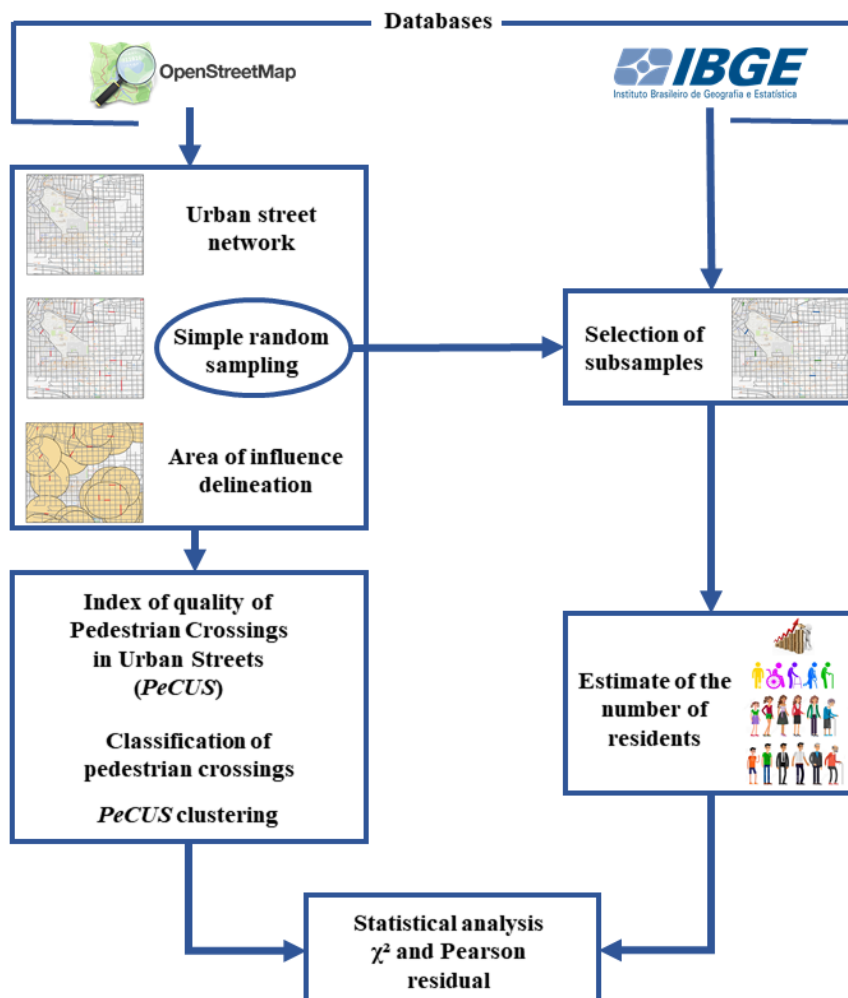 Databases
OpenStreetMap
IBGE
Instituto Brasileiro de Geografia e Estatística
Urban street
network
Simple random
sampling
Selection of
subsamples
Area of influence
delineation
Index of quality of
Pedestrian Crossings
in Urban Streets
(PeCUS)
Classification of
pedestrian crossings
PeCUS clustering
Estimate of the
number of
residents
Statistical analysis
χ² and Pearson
residual